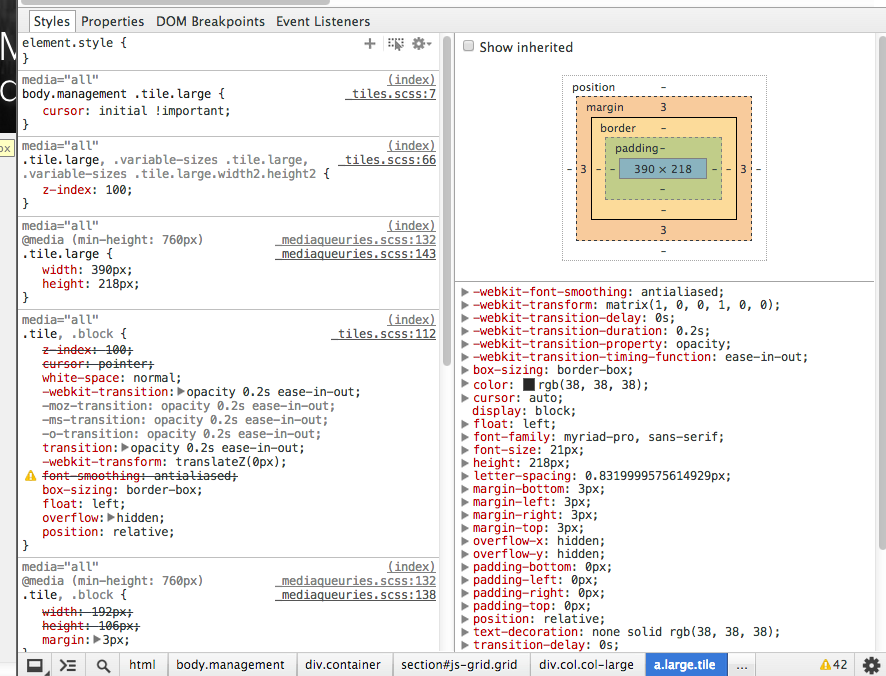 Styles Properties DOM Breakpoints Event Listeners
element.style {
}
media="all" (index)
body.management .tile.large { _tiles.scss:7
cursor: initial !important;
}
media="all" (index)
.tile.large, .variable-sizes .tile.large, _tiles.scss:66
.variable-sizes .tile.large.width2.height2 {
z-index: 100;
}
media="all" (index)
@media (min-height: 760px) _mediaqueuries.scss:132
.tile.large { _mediaqueuries.scss:143
width: 390px;
height: 218px;
}
media="all" (index)
.tile, .block { _tiles.scss:112
z-index: 100;
cursor: pointer;
white-space: normal;
-webkit-transition: opacity 0.2s ease-in-out;
-moz-transition: opacity 0.2s ease-in-out;
-ms-transition: opacity 0.2s ease-in-out;
-o-transition: opacity 0.2s ease-in-out;
transition: opacity 0.2s ease-in-out;
-webkit-transform: translateZ(0px);
font-smoothing: antialiased;
box-sizing: border-box;
float: left;
overflow: hidden;
position: relative;
}
media="all" (index)
@media (min-height: 760px) _mediaqueuries.scss:132
.tile, .block { _mediaqueuries.scss:138
width: 192px;
height: 106px;
margin: 3px;
Show inherited
position –
margin 3
border –
padding –
– 3 – – 390 × 218 – – 3 –
–
–
3
–
-webkit-font-smoothing: antialiased;
-webkit-transform: matrix(1, 0, 0, 1, 0, 0);
-webkit-transition-delay: 0s;
-webkit-transition-duration: 0.2s;
-webkit-transition-property: opacity;
-webkit-transition-timing-function: ease-in-out;
box-sizing: border-box;
color: rgb(38, 38, 38);
cursor: auto;
display: block;
float: left;
font-family: myriad-pro, sans-serif;
font-size: 21px;
height: 218px;
letter-spacing: 0.8319999575614929px;
margin-bottom: 3px;
margin-left: 3px;
margin-right: 3px;
margin-top: 3px;
overflow-x: hidden;
overflow-y: hidden;
padding-bottom: 0px;
padding-left: 0px;
padding-right: 0px;
padding-top: 0px;
position: relative;
text-decoration: none solid rgb(38, 38, 38);
transition-delay: 0s;
html body.management div.container section#js-grid.grid div.col.col-large a.large.tile ... 42